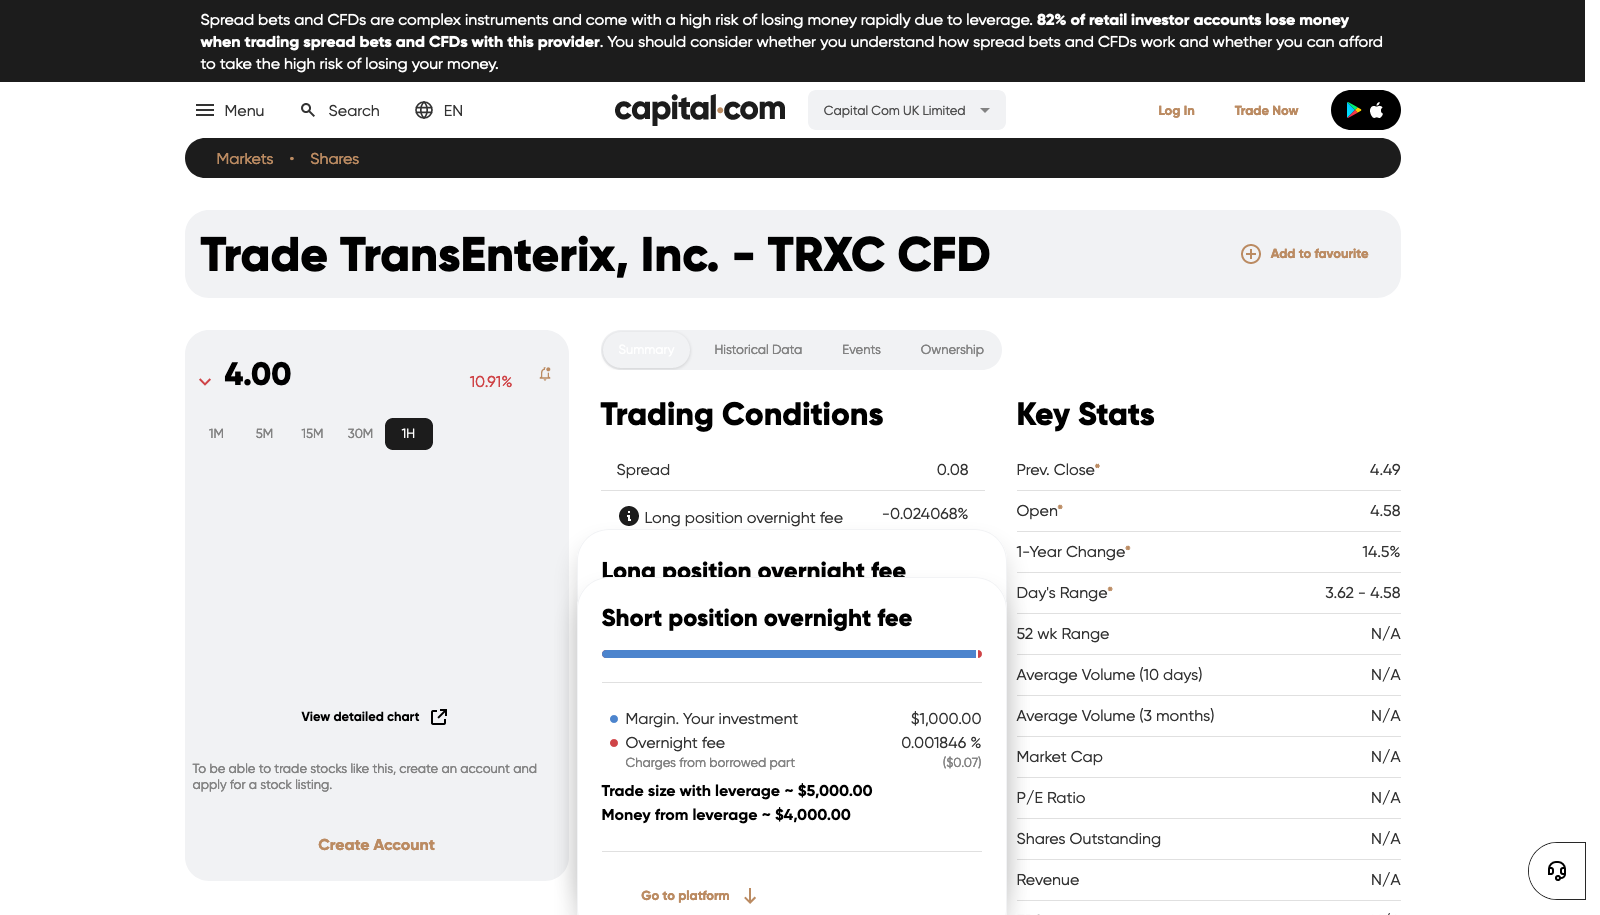 Spread bets and CFDs are complex instruments and come with a high risk of losing money rapidly due to leverage. 82% of retail investor accounts lose money
when trading spread bets and CFDs with this provider. You should consider whether you understand how spread bets and CFDs work and whether you can afford
to take the high risk of losing your money.
Menu Search EN capital.com Capital Com UK Limited Log In Trade Now
Markets • Shares
Trade TransEnterix, Inc. - TRXC CFD
Add to favourite
4.00 10.91%
1M 5M 15M 30M 1H
View detailed chart
To be able to trade stocks like this, create an account and
apply for a stock listing.
Create Account
Summary Historical Data Events Ownership
Trading Conditions
Spread 0.08
Long position overnight fee -0.024068%
Long position overnight fee
Short position overnight fee
Margin. Your investment $1,000.00
Overnight fee 0.001846 %
Charges from borrowed part ($0.07)
Trade size with leverage ~ $5,000.00
Money from leverage ~ $4,000.00
Go to platform
Key Stats
Prev. Close* 4.49
Open* 4.58
1-Year Change* 14.5%
Day's Range* 3.62 - 4.58
52 wk Range N/A
Average Volume (10 days) N/A
Average Volume (3 months) N/A
Market Cap N/A
P/E Ratio N/A
Shares Outstanding N/A
Revenue N/A